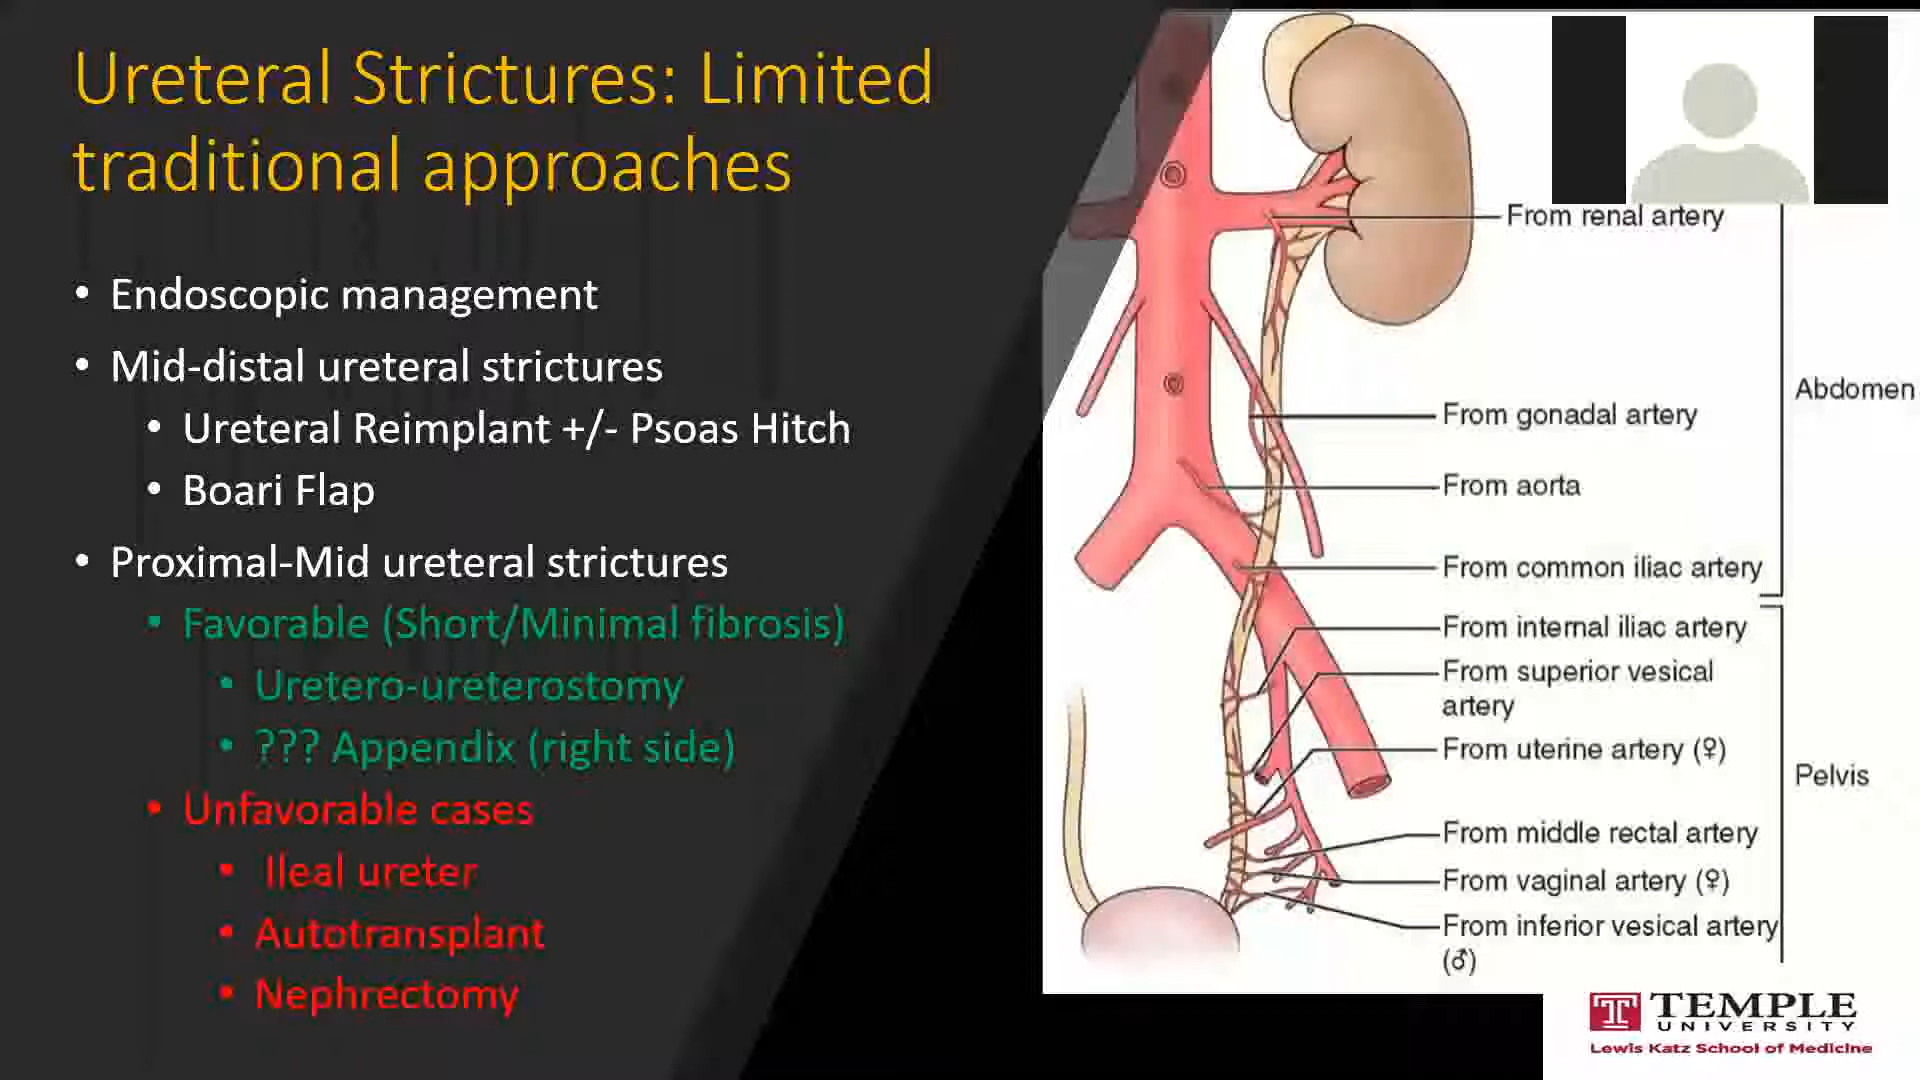 Ureteral Strictures: Limited
traditional approaches
• Endoscopic management
• Mid-distal ureteral strictures
• Ureteral Reimplant +/- Psoas Hitch
• Boari Flap
• Proximal-Mid ureteral strictures
• Favorable (Short/Minimal fibrosis)
• Uretero-ureterostomy
• ??? Appendix (right side)
• Unfavorable cases
• Ileal ureter
• Autotransplant
• Nephrectomy
From renal artery
Abdomen
From gonadal artery
From aorta
From common iliac artery
From internal iliac artery
From superior vesical
artery
From uterine artery (♀)
Pelvis
From middle rectal artery
From vaginal artery (♀)
From inferior vesical artery
(♂)
TEMPLE
UNIVERSITY
Lewis Katz School of Medicine